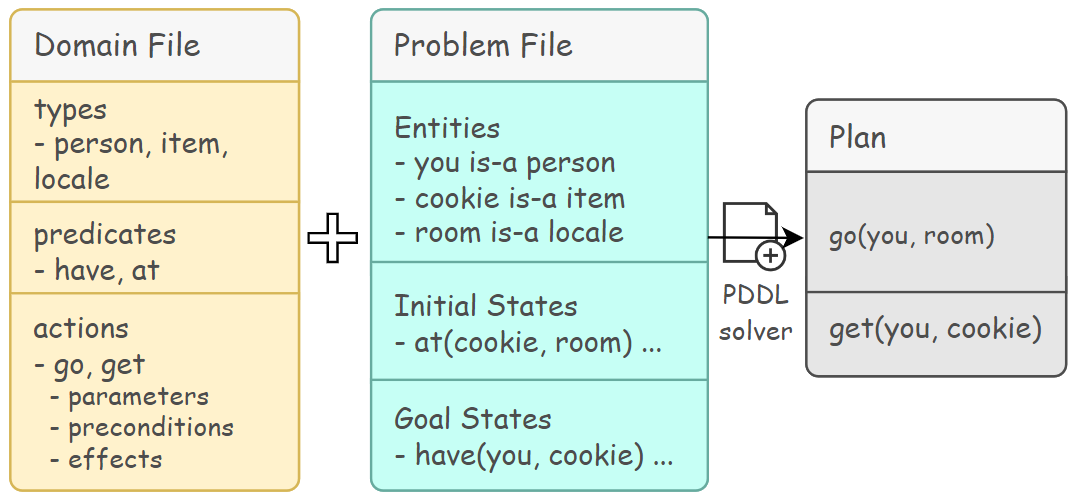 Domain File
types
- person, item,
locale
predicates
- have, at
actions
- go, get
- parameters
- preconditions
- effects
Problem File
Entities
- you is-a person
- cookie is-a item
- room is-a locale
Initial States
- at(cookie, room) ...
Goal States
- have(you, cookie) ...
PDDL
solver
Plan
go(you, room)
get(you, cookie)